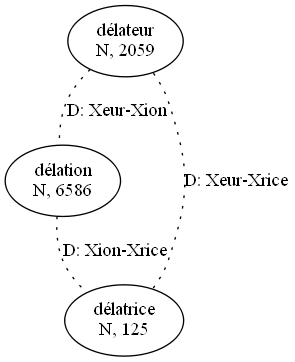 délateur
N, 2059
D: Xeur-Xion
délation
N, 6586
D: Xeur-Xrice
D: Xion-Xrice
délatrice
N, 125